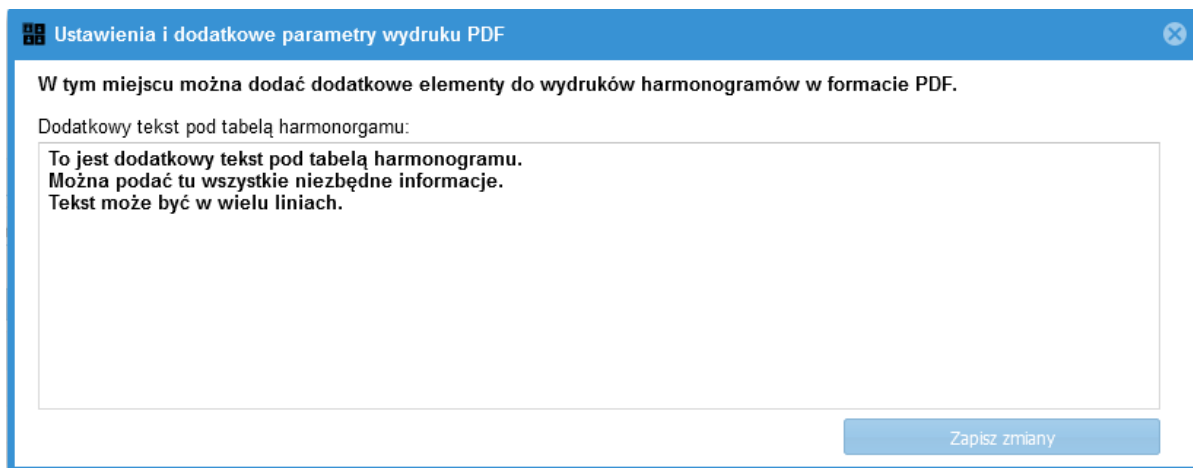 Ustawienia i dodatkowe parametry wydruku PDF
W tym miejscu można dodać dodatkowe elementy do wydruków harmonogramów w formacie PDF.
Dodatkowy tekst pod tabelą harmonorgamu:
To jest dodatkowy tekst pod tabelą harmonogramu.
Można podać tu wszystkie niezbędne informacje.
Tekst może być w wielu liniach.
Zapisz zmiany